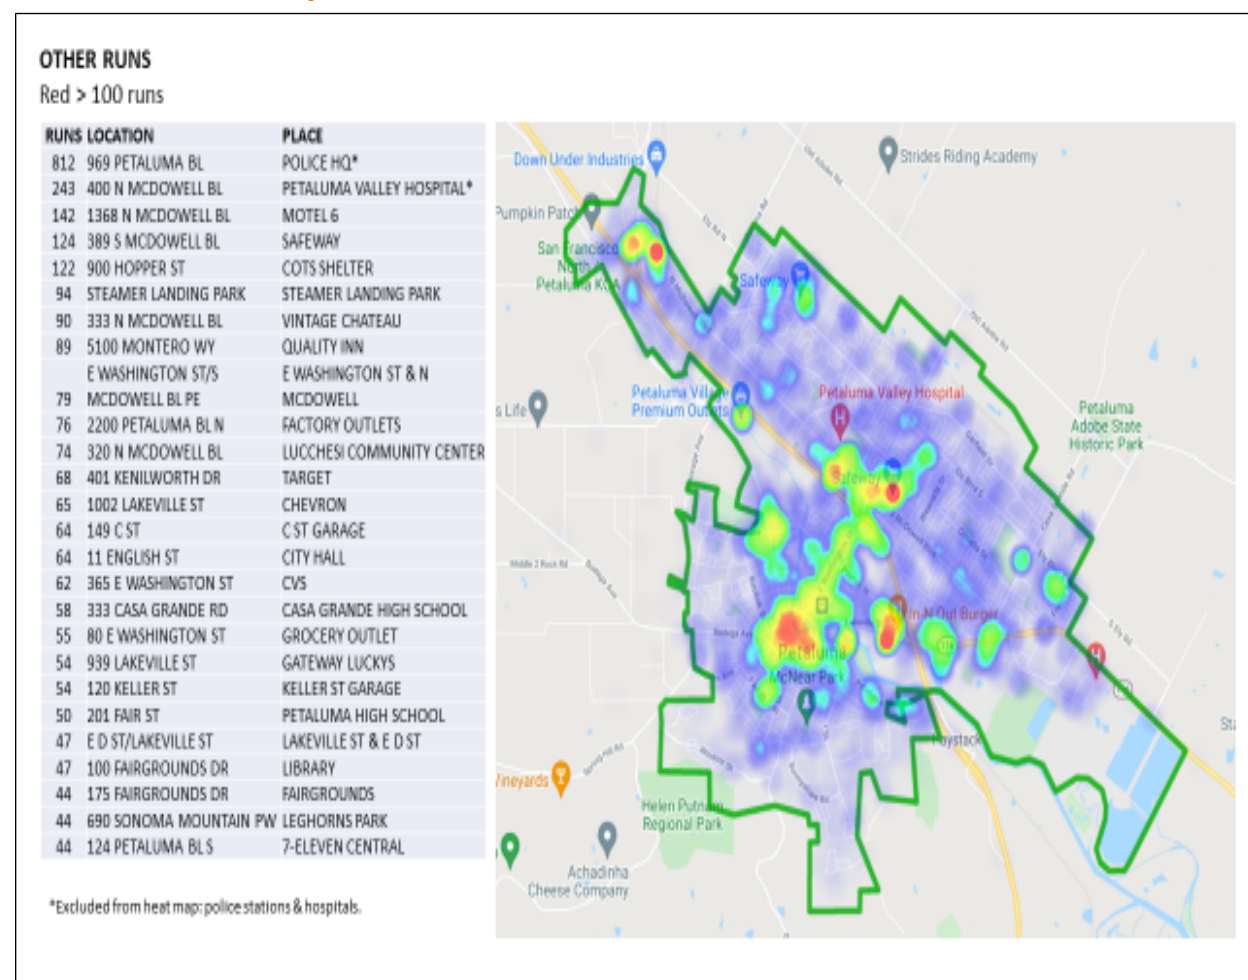 OTHER RUNS
Red > 100 runs
RUNS LOCATION PLACE
812 969 PETALUMA BL POLICE HQ*
243 400 N MCDOWELL BL PETALUMA VALLEY HOSPITAL*
142 1368 N MCDOWELL BL MOTEL 6
124 389 S MCDOWELL BL SAFEWAY
122 900 HOPPER ST COTS SHELTER
94 STEAMER LANDING PARK STEAMER LANDING PARK
90 333 N MCDOWELL BL VINTAGE CHATEAU
89 5100 MONTERO WY QUALITY INN
E WASHINGTON ST/S E WASHINGTON ST & N
79 MCDOWELL BL PE MCDOWELL
76 2200 PETALUMA BL N FACTORY OUTLETS
74 320 N MCDOWELL BL LUCCHESI COMMUNITY CENTER
68 401 KENILWORTH DR TARGET
65 1002 LAKEVILLE ST CHEVRON
64 149 C ST C ST GARAGE
64 11 ENGLISH ST CITY HALL
62 365 E WASHINGTON ST CVS
58 333 CASA GRANDE RD CASA GRANDE HIGH SCHOOL
55 80 E WASHINGTON ST GROCERY OUTLET
54 939 LAKEVILLE ST GATEWAY LUCKYS
54 120 KELLER ST KELLER ST GARAGE
50 201 FAIR ST PETALUMA HIGH SCHOOL
47 E D ST/LAKEVILLE ST LAKEVILLE ST & E D ST
47 100 FAIRGROUNDS DR LIBRARY
44 175 FAIRGROUNDS DR FAIRGROUNDS
44 690 SONOMA MOUNTAIN PW LEGHORNS PARK
44 124 PETALUMA BL S 7-ELEVEN CENTRAL
*Excluded from heat map: police stations & hospitals.
Down Under Industries
Strides Riding Academy
Pumpkin Patch
San Francisco
North
Petaluma KOA
Safeway
Petaluma Village
Premium Outlets
Petaluma Valley Hospital
s Life
Petaluma
Adobe State
Historic Park
Safeway
In-N-Out Burger
Petaluma
McNear Park
Haystack
Vineyards
Helen Putnam
Regional Park
Achadinha
Cheese Company